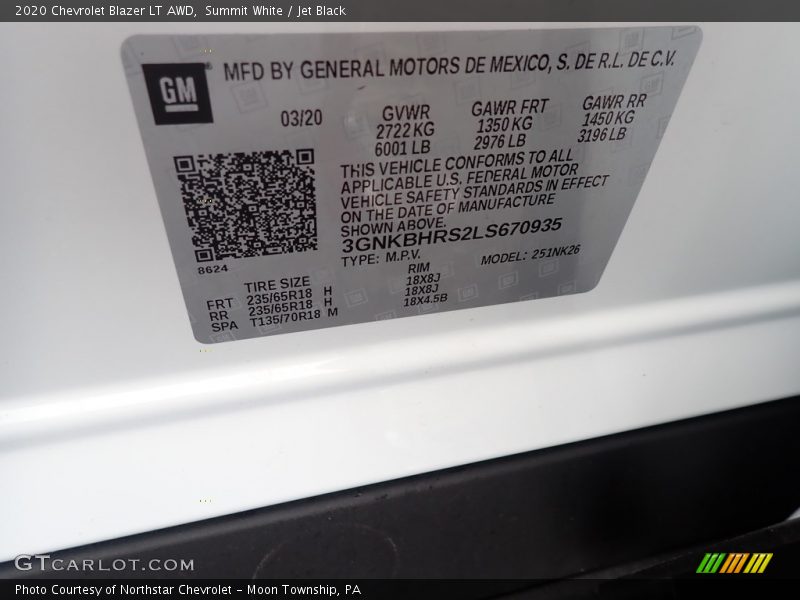 2020 Chevrolet Blazer LT AWD, Summit White / Jet Black
GM
MFD BY GENERAL MOTORS DE MEXICO, S. DE R.L. DE C.V.
03/20
GVWR
2722 KG
6001 LB
GAWR FRT
1350 KG
2976 LB
GAWR RR
1450 KG
3196 LB
THIS VEHICLE CONFORMS TO ALL
APPLICABLE U.S. FEDERAL MOTOR
VEHICLE SAFETY STANDARDS IN EFFECT
ON THE DATE OF MANUFACTURE
SHOWN ABOVE.
3GNKBHRS2LS670935
TYPE: M.P.V. MODEL: 251NK26
8624
TIRE SIZE RIM
FRT 235/65R18 H 18X8J
RR 235/65R18 H 18X8J
SPA T135/70R18 M 18X4.5B
GTCARLOT.COM
Photo Courtesy of Northstar Chevrolet - Moon Township, PA